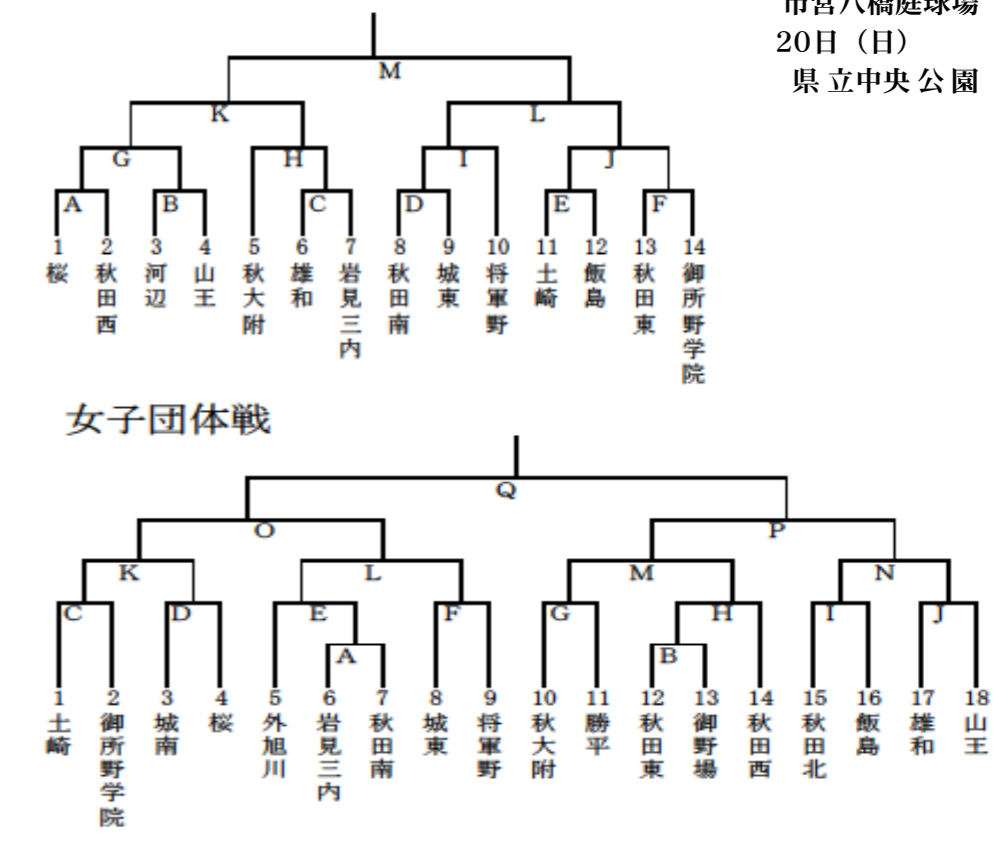 市営八橋庭球場
20日（日）
県立中央公園
M
K L
G H I J
A B C D E F
1 2 3 4 5 6 7 8 9 10 11 12 13 14
桜 秋田西 河辺 山王 秋大附 雄和 岩見三内 秋田南 城東 将軍野 土崎 飯島 秋田東 御所野学院
女子団体戦
Q
O P
K L M N
C D E F G H I J
A B
1 2 3 4 5 6 7 8 9 10 11 12 13 14 15 16 17 18
土崎 御所野学院 城南 桜 外旭川 岩見三内 秋田南 城東 将軍野 秋大附 勝平 秋田東 御野場 秋田西 秋田北 飯島 雄和 山王